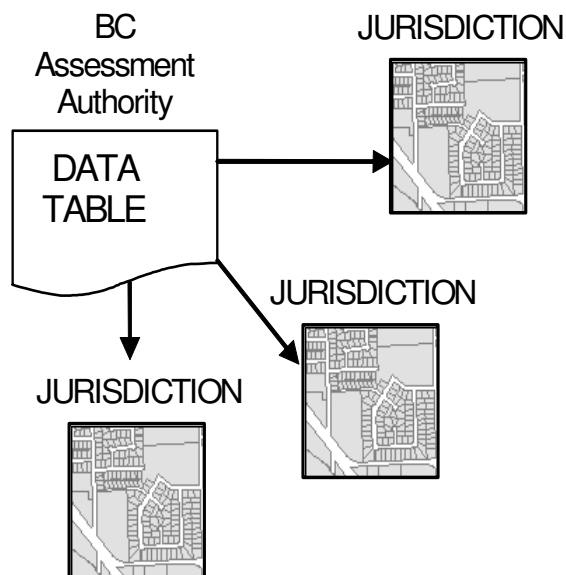 BC
Assessment
Authority
DATA
TABLE
JURISDICTION
JURISDICTION
JURISDICTION